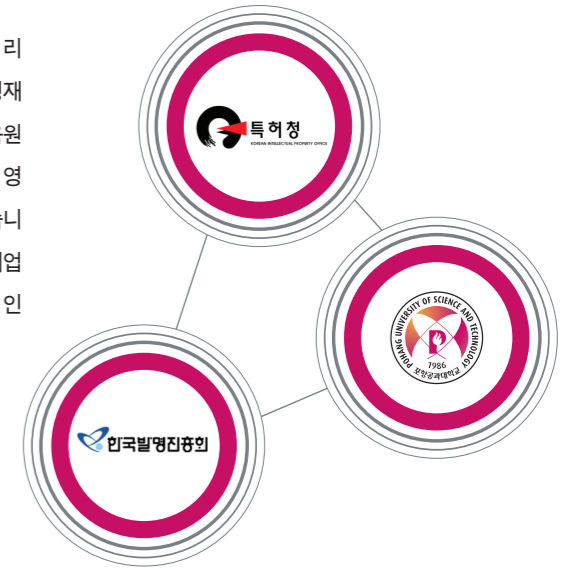 리
재
원
영
니
업
인
특허청
KOREAN INTELLECTUAL PROPERTY OFFICE
POHANG UNIVERSITY OF SCIENCE AND TECHNOLOGY
1986
포항공과대학교
한국발명진흥회